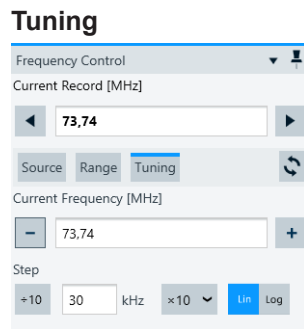 Tuning
Frequency Control
Current Record [MHz]
73,74
Source Range Tuning
Current Frequency [MHz]
− 73,74 +
Step
÷10 30 kHz ×10 Lin Log